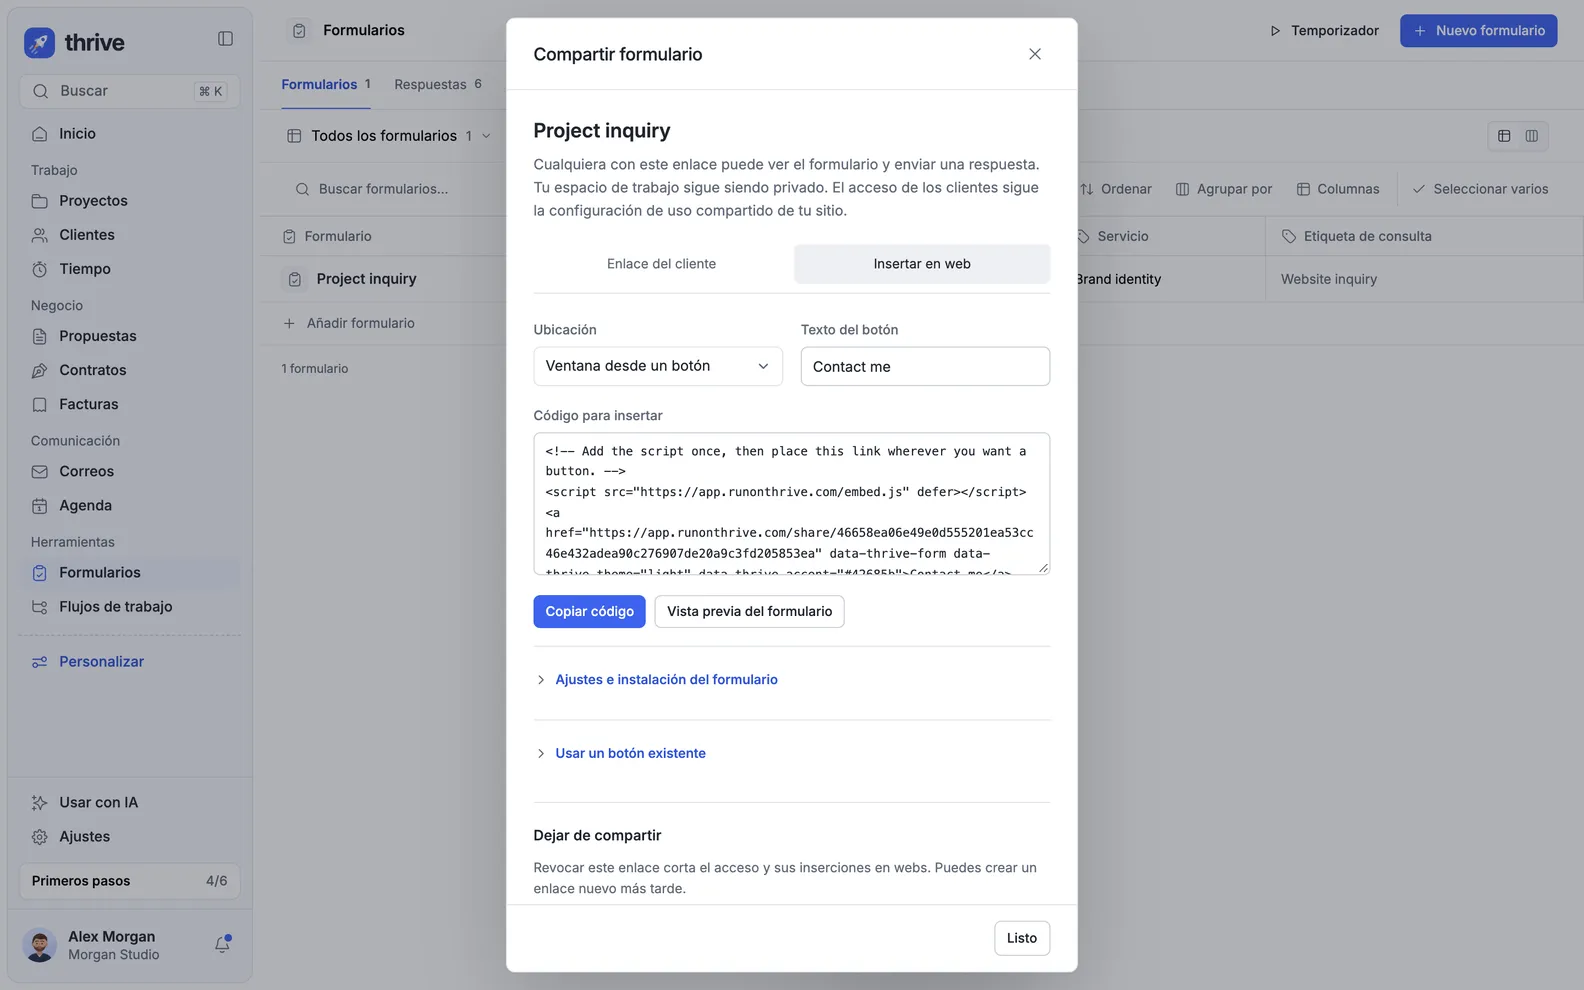 thrive
Buscar
⌘ K
Inicio
Trabajo
Proyectos
Clientes
Tiempo
Negocio
Propuestas
Contratos
Facturas
Comunicación
Correos
Agenda
Herramientas
Formularios
Flujos de trabajo
Personalizar
Usar con IA
Ajustes
Primeros pasos 4/6
Alex Morgan
Morgan Studio
Formularios
Temporizador
Nuevo formulario
Formularios 1
Respuestas 6
Todos los formularios 1
Buscar formularios...
Ordenar
Agrupar por
Columnas
Seleccionar varios
Formulario
Servicio
Etiqueta de consulta
Project inquiry
Brand identity
Website inquiry
Añadir formulario
1 formulario
Compartir formulario
Project inquiry
Cualquiera con este enlace puede ver el formulario y enviar una respuesta.
Tu espacio de trabajo sigue siendo privado. El acceso de los clientes sigue
la configuración de uso compartido de tu sitio.
Enlace del cliente
Insertar en web
Ubicación
Texto del botón
Ventana desde un botón
Contact me
Código para insertar
<!-- Add the script once, then place this link wherever you want a
button. -->
<script src="https://app.runonthrive.com/embed.js" defer></script>
<a
href="https://app.runonthrive.com/share/46658ea06e49e0d555201ea53cc
46e432adea90c276907de20a9c3fd205853ea" data-thrive-form data-
thrive-theme="light" data-thrive-accent="#42685b">Contact me</a>
Copiar código
Vista previa del formulario
Ajustes e instalación del formulario
Usar un botón existente
Dejar de compartir
Revocar este enlace corta el acceso y sus inserciones en webs. Puedes crear un
enlace nuevo más tarde.
Listo